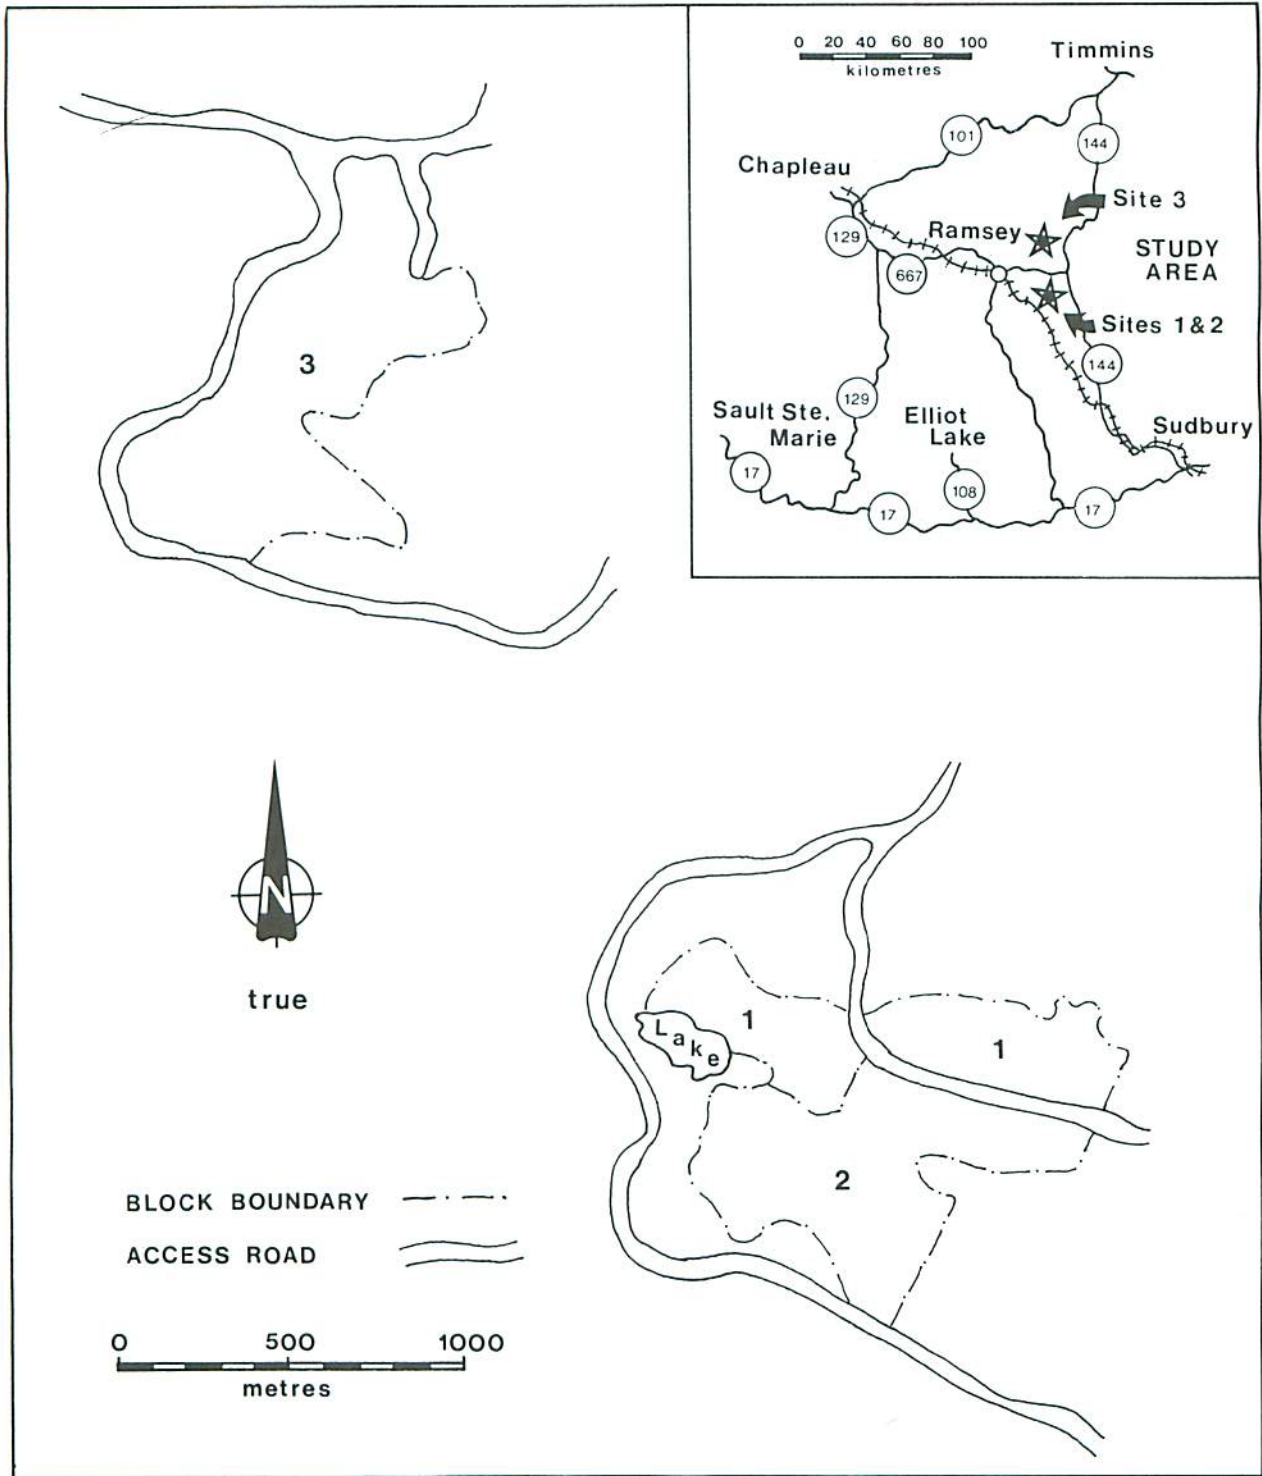 0 20 40 60 80 100
kilometres
Timmins
101
144
Chapleau
Site 3
129
Ramsey
STUDY
AREA
667
Sites 1&2
144
129
Sault Ste.
Marie
Elliot
Lake
Sudbury
17
108
17
17
3
N
true
1
Lake
1
2
BLOCK BOUNDARY
ACCESS ROAD
0 500 1000
metres